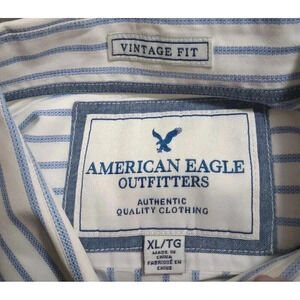 VINTAGE FIT
AMERICAN EAGLE
OUTFITTERS
AUTHENTIC
QUALITY CLOTHING
XL/TG
MADE IN
CHINA
FABRIQUÉ EN
CHINE